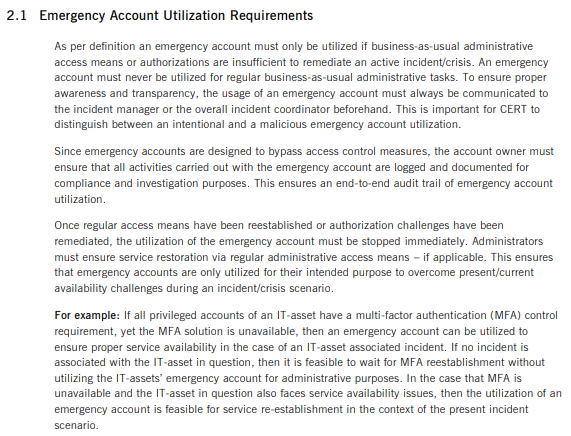 2.1 Emergency Account Utilization Requirements
As per definition an emergency account must only be utilized if business-as-usual administrative
access means or authorizations are insufficient to remediate an active incident/crisis. An emergency
account must never be utilized for regular business-as-usual administrative tasks. To ensure proper
awareness and transparency, the usage of an emergency account must always be communicated to
the incident manager or the overall incident coordinator beforehand. This is important for CERT to
distinguish between an intentional and a malicious emergency account utilization.
Since emergency accounts are designed to bypass access control measures, the account owner must
ensure that all activities carried out with the emergency account are logged and documented for
compliance and investigation purposes. This ensures an end-to-end audit trail of emergency account
utilization.
Once regular access means have been reestablished or authorization challenges have been
remediated, the utilization of the emergency account must be stopped immediately. Administrators
must ensure service restoration via regular administrative access means – if applicable. This ensures
that emergency accounts are only utilized for their intended purpose to overcome present/current
availability challenges during an incident/crisis scenario.
For example: If all privileged accounts of an IT-asset have a multi-factor authentication (MFA) control
requirement, yet the MFA solution is unavailable, then an emergency account can be utilized to
ensure proper service availability in the case of an IT-asset associated incident. If no incident is
associated with the IT-asset in question, then it is feasible to wait for MFA reestablishment without
utilizing the IT-assets' emergency account for administrative purposes. In the case that MFA is
unavailable and the IT-asset in question also faces service availability issues, then the utilization of an
emergency account is feasible for service re-establishment in the context of the present incident
scenario.